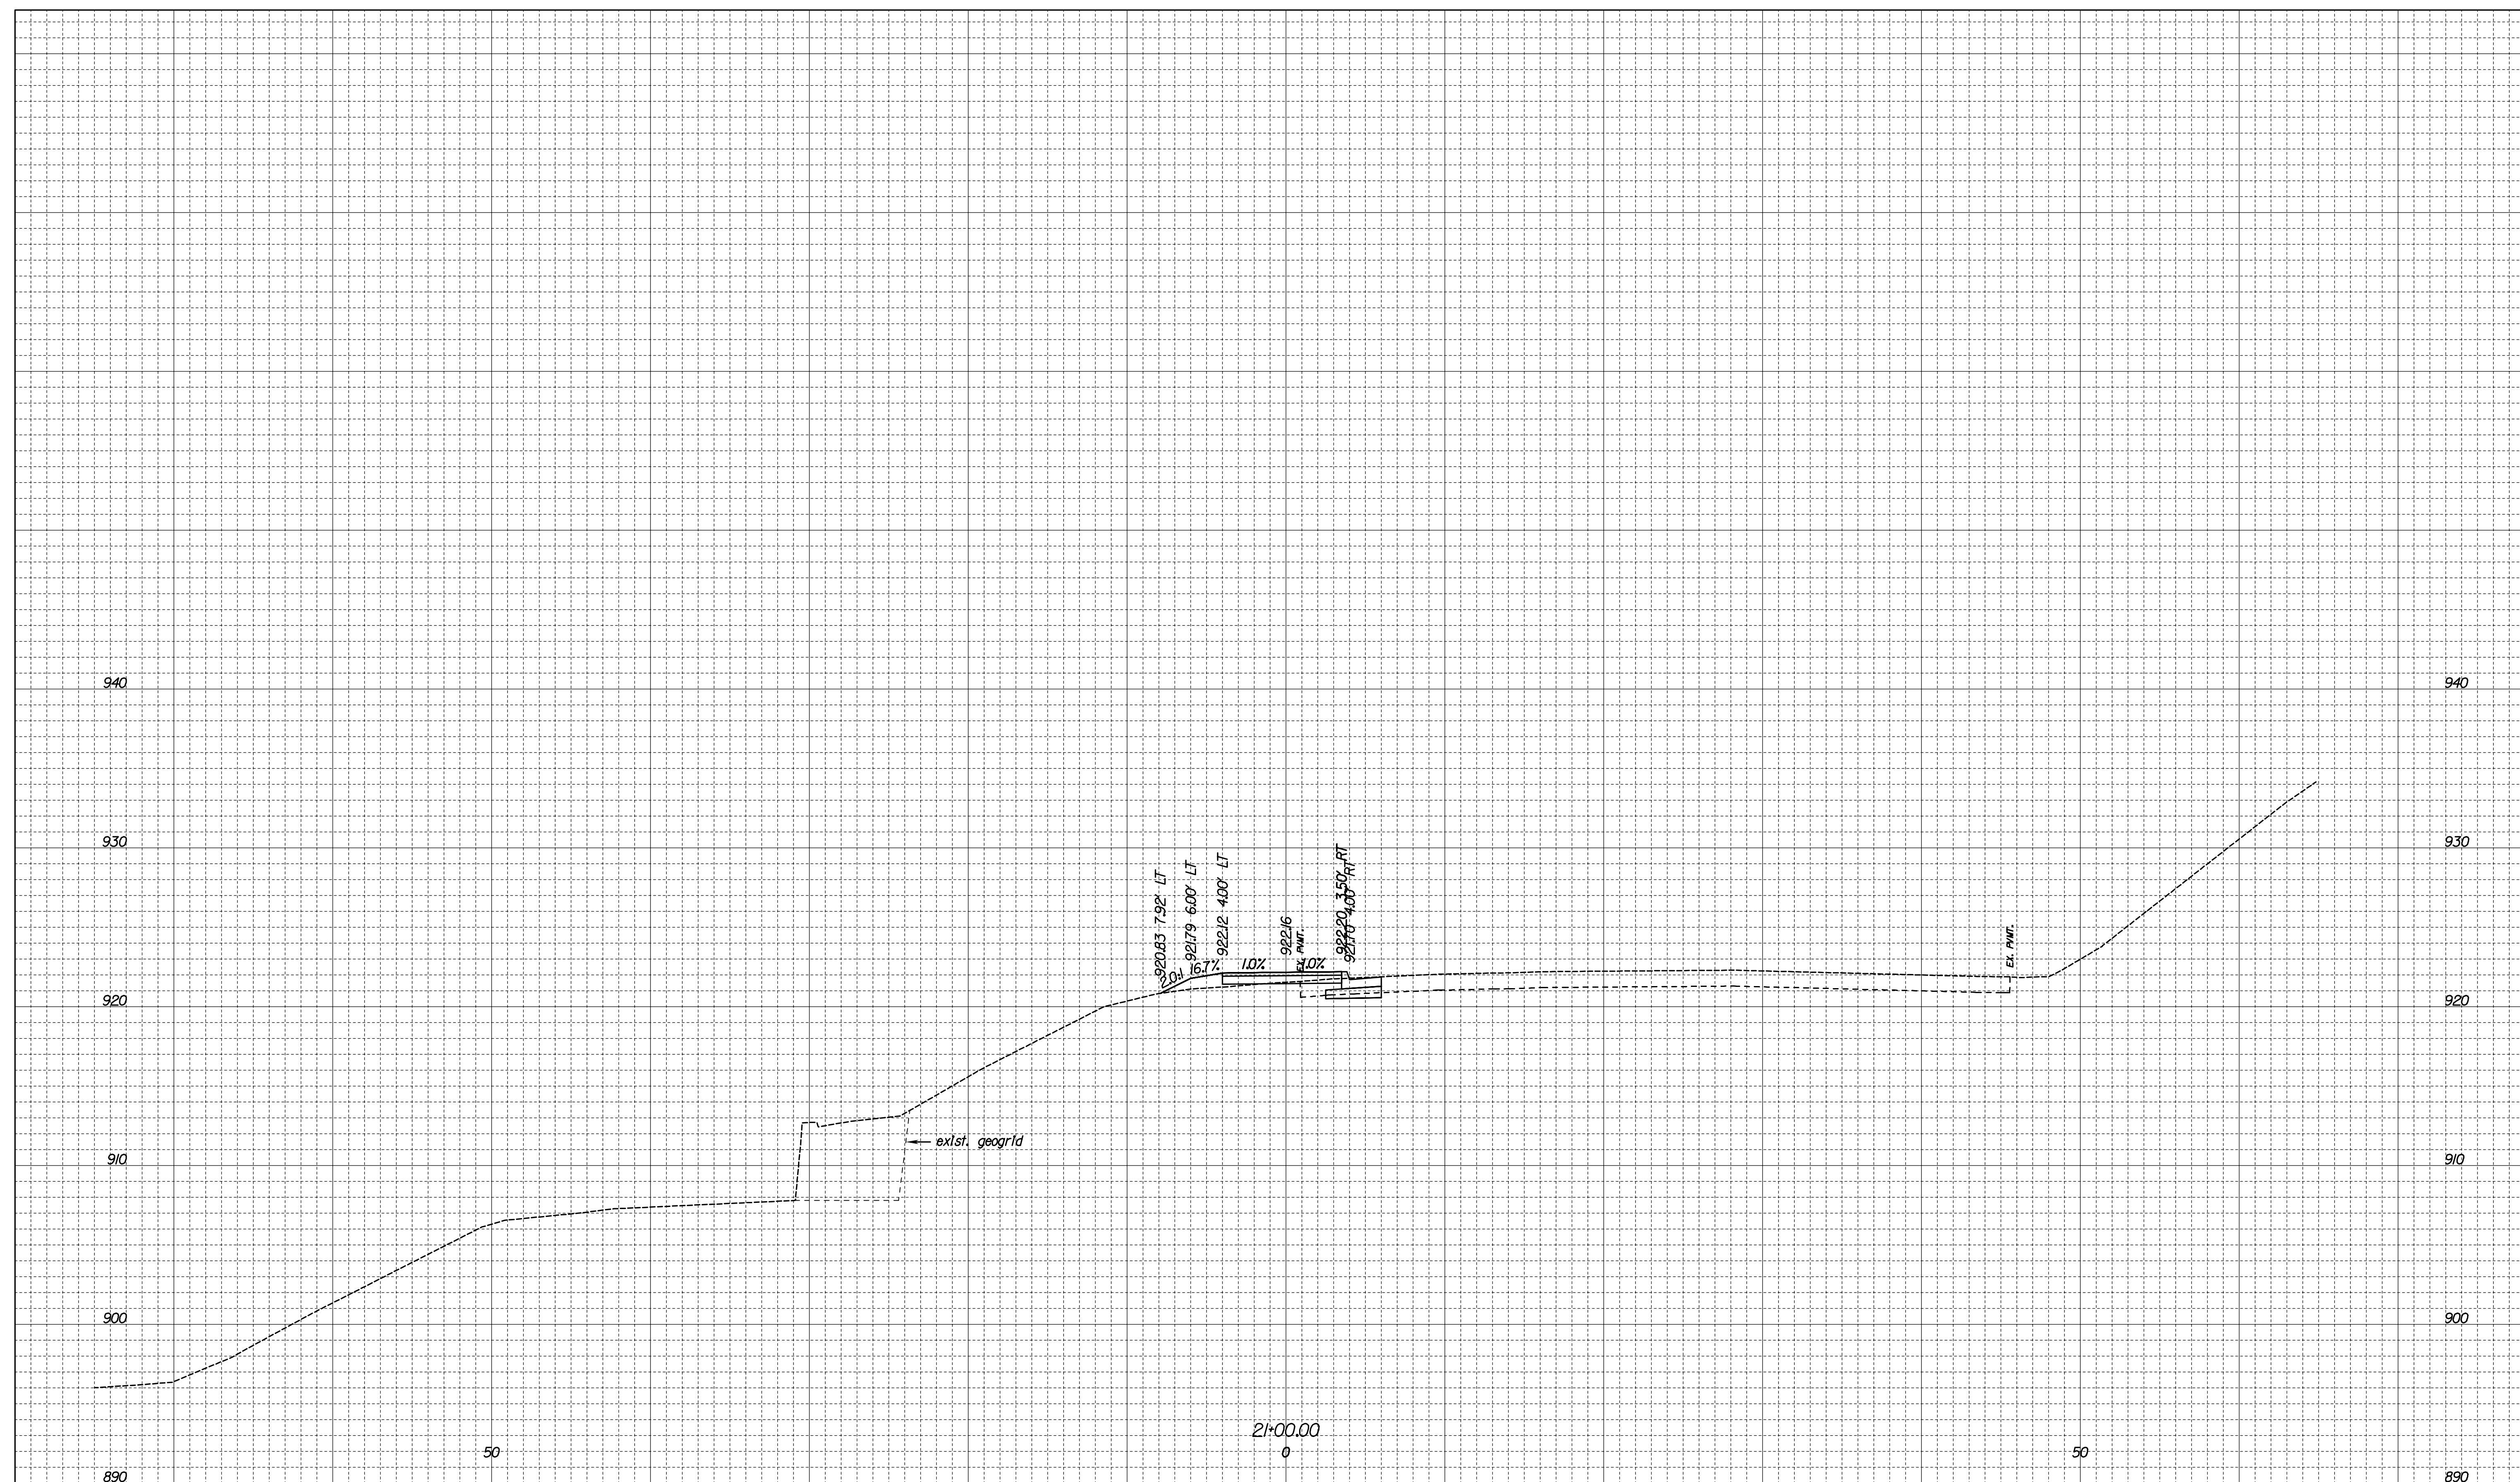 940 940
930 930
920.83 7.92' LT
921.79 6.00' LT
922.12 4.00' LT
922.16
EX. PVMT.
922.20 3.50' RT
921.70 4.00' RT
EX. PVMT.
2.0:1 16.7% 1.0% 1.0%
920 920
exist. geogrid
910 910
900 900
21+00.00
50 0 50
890 890